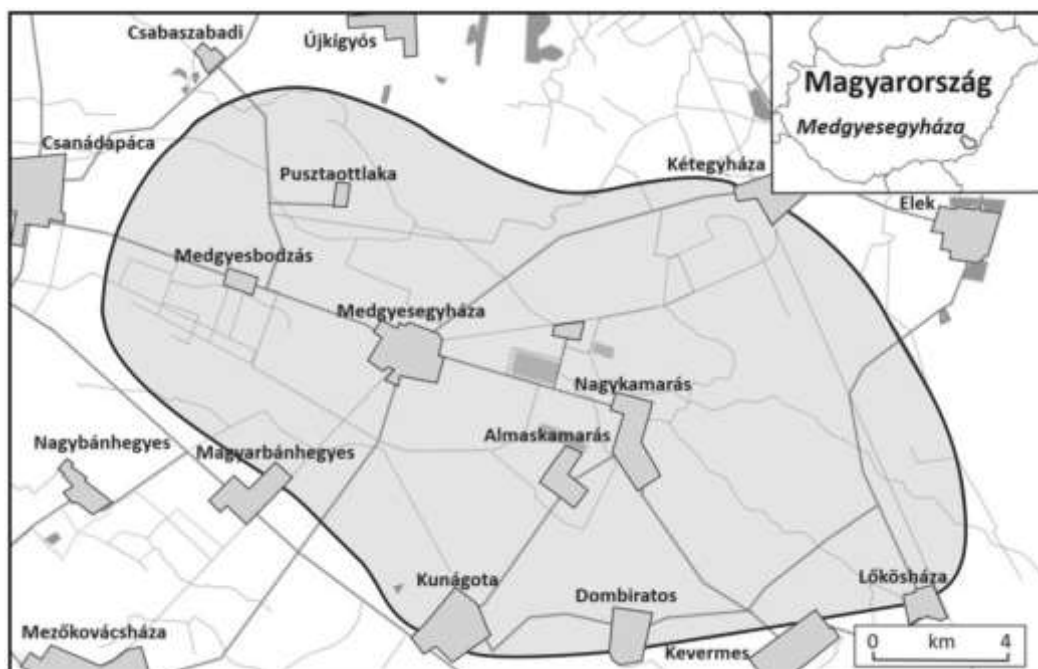 Csabaszabadi
Újkígyós
Magyarország
Medgyesegyháza
Csanádapáca
Pusztaottlaka
Kétegyháza
Elek
Medgyesbodzás
Medgyesegyháza
Nagykamarás
Almaskamarás
Nagybánhegyes
Magyarbánhegyes
Kunágota
Dombiratos
Lőkösháza
Mezőkovácsháza
Kevermes
0 km 4